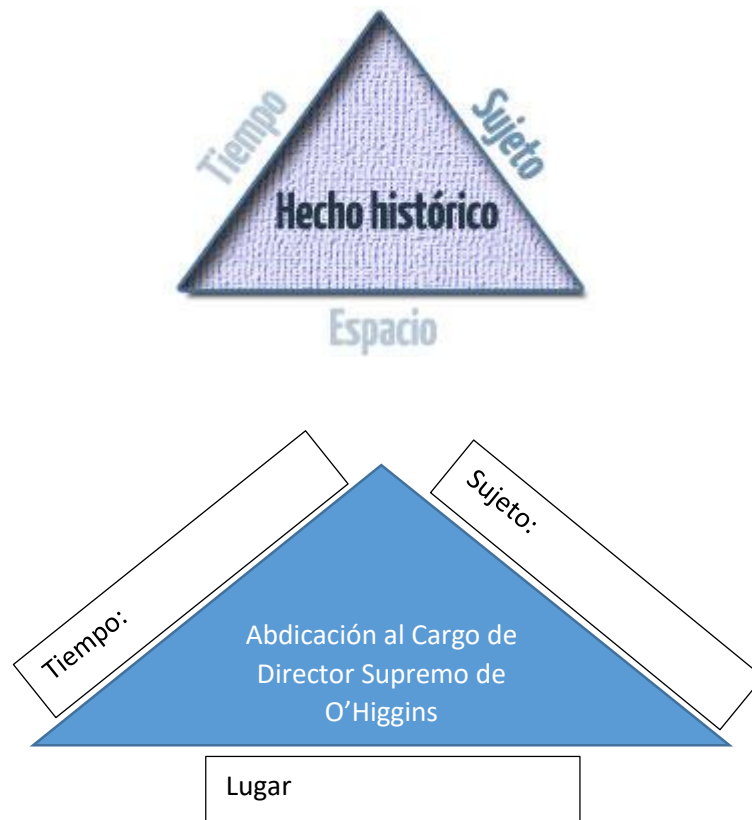 Tiempo
Sujeto
Hecho histórico
Espacio
Tiempo:
Sujeto:
Abdicación al Cargo de
Director Supremo de
O’Higgins
Lugar